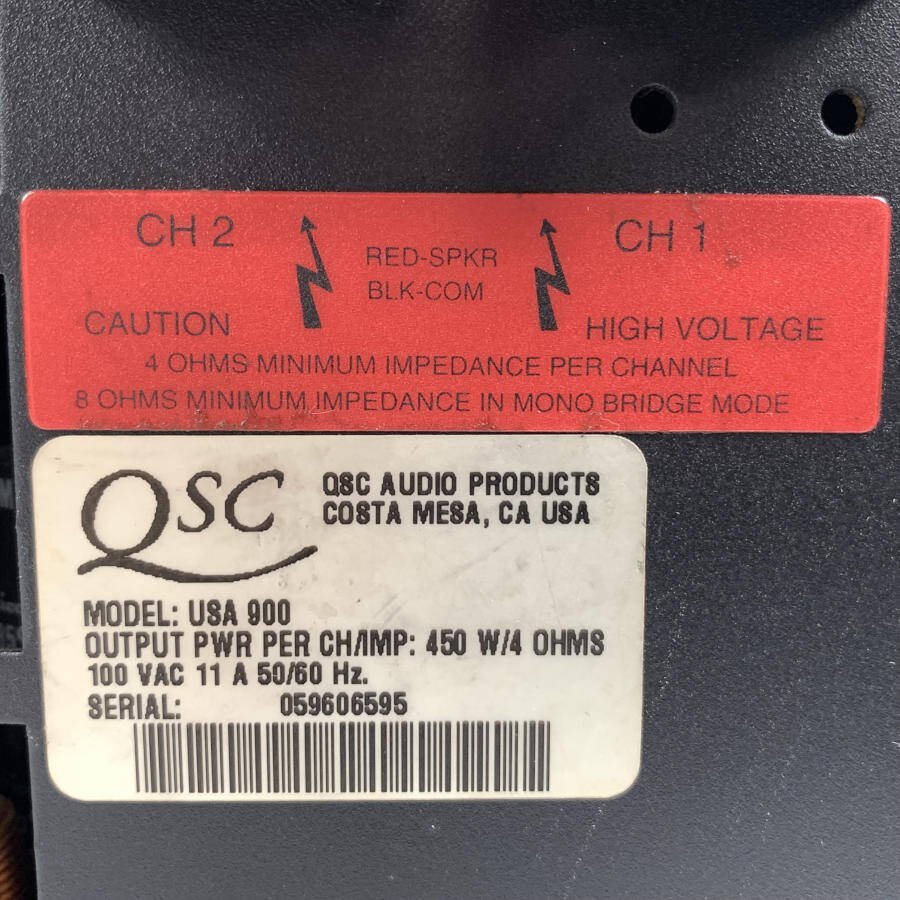 CH 2
CH 1
RED-SPKR
BLK-COM
CAUTION
HIGH VOLTAGE
4 OHMS MINIMUM IMPEDANCE PER CHANNEL
8 OHMS MINIMUM IMPEDANCE IN MONO BRIDGE MODE
QSC
QSC AUDIO PRODUCTS
COSTA MESA, CA USA
MODEL: USA 900
OUTPUT PWR PER CH/IMP: 450 W/4 OHMS
100 VAC 11 A 50/60 Hz.
SERIAL: 059606595